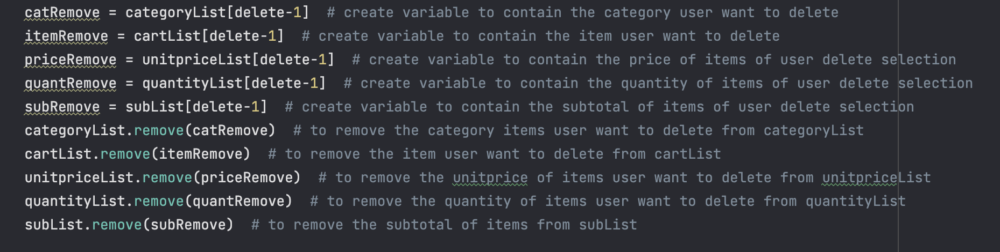 catRemove = categoryList[delete-1]  # create variable to contain the category user want to delete
itemRemove = cartList[delete-1]  # create variable to contain the item user want to delete
priceRemove = unitpriceList[delete-1]  # create variable to contain the price of items of user delete selection
quantRemove = quantityList[delete-1]  # create variable to contain the quantity of items of user delete selection
subRemove = subList[delete-1]  # create variable to contain the subtotal of items of user delete selection
categoryList.remove(catRemove)  # to remove the category items user want to delete from categoryList
cartList.remove(itemRemove)  # to remove the item user want to delete from cartList
unitpriceList.remove(priceRemove)  # to remove the unitprice of items user want to delete from unitpriceList
quantityList.remove(quantRemove)  # to remove the quantity of items user want to delete from quantityList
subList.remove(subRemove)  # to remove the subtotal of items from subList